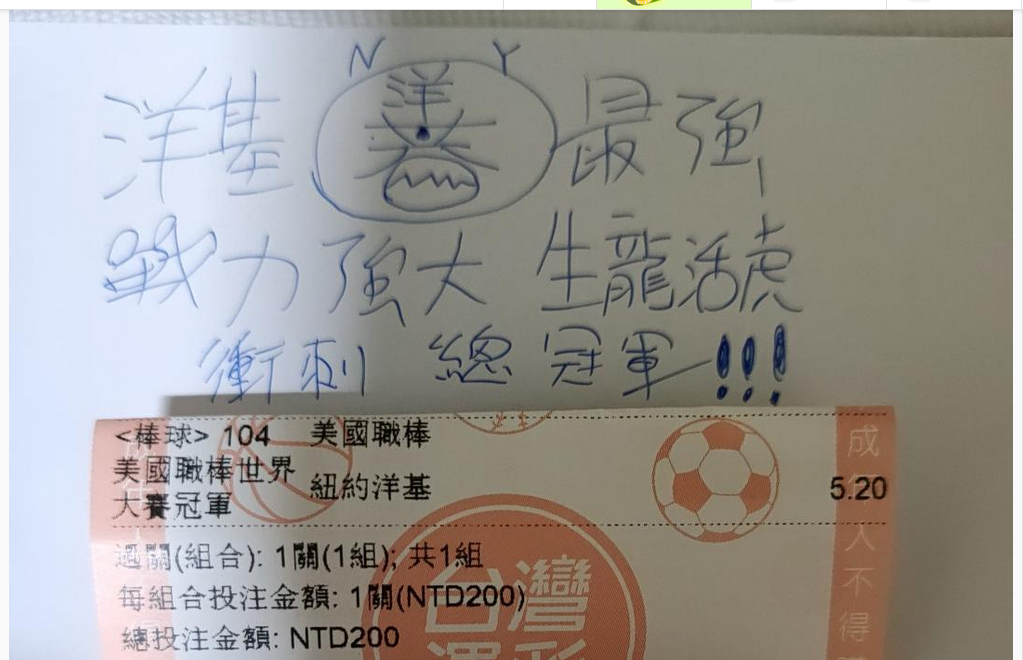 N Y
洋基 洋基 最強
戰力強大 生龍活虎
衝刺 總冠軍!!!
<棒球> 104 美國職棒
美國職棒世界
大賽冠軍
紐約洋基
5.20
過關(組合): 1關(1組); 共1組
每組合投注金額: 1關(NTD200)
總投注金額: NTD200
台灣
運彩
成
人
不
得